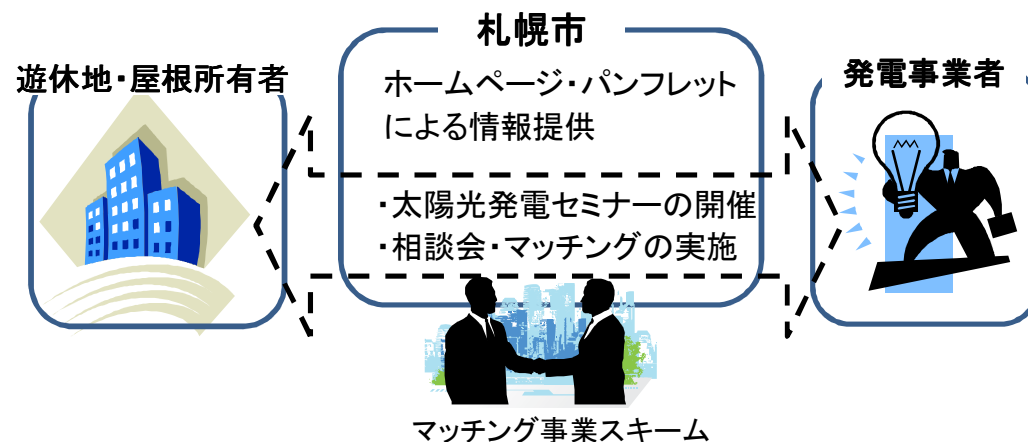 札幌市
遊休地・屋根所有者
発電事業者
ホームページ・パンフレット
による情報提供
・太陽光発電セミナーの開催
・相談会・マッチングの実施
マッチング事業スキーム